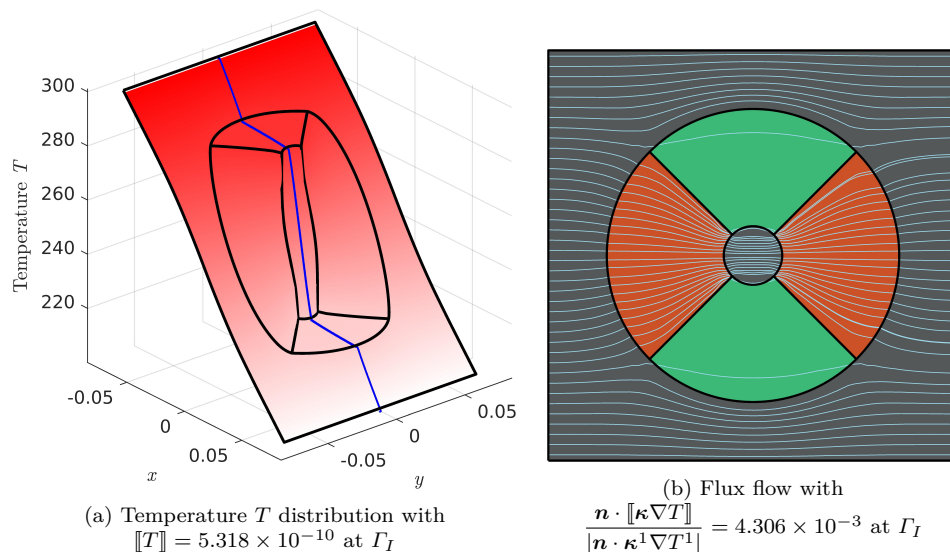 300
280
260
240
220
Temperature T
-0.05
0
0.05
x
-0.05
0
0.05
y
(a) Temperature T distribution with
⟦T⟧ = 5.318 × 10⁻¹⁰ at Γ_I
(b) Flux flow with
n · ⟦κ∇T⟧
|n · κ¹∇T¹|
= 4.306 × 10⁻³ at Γ_I